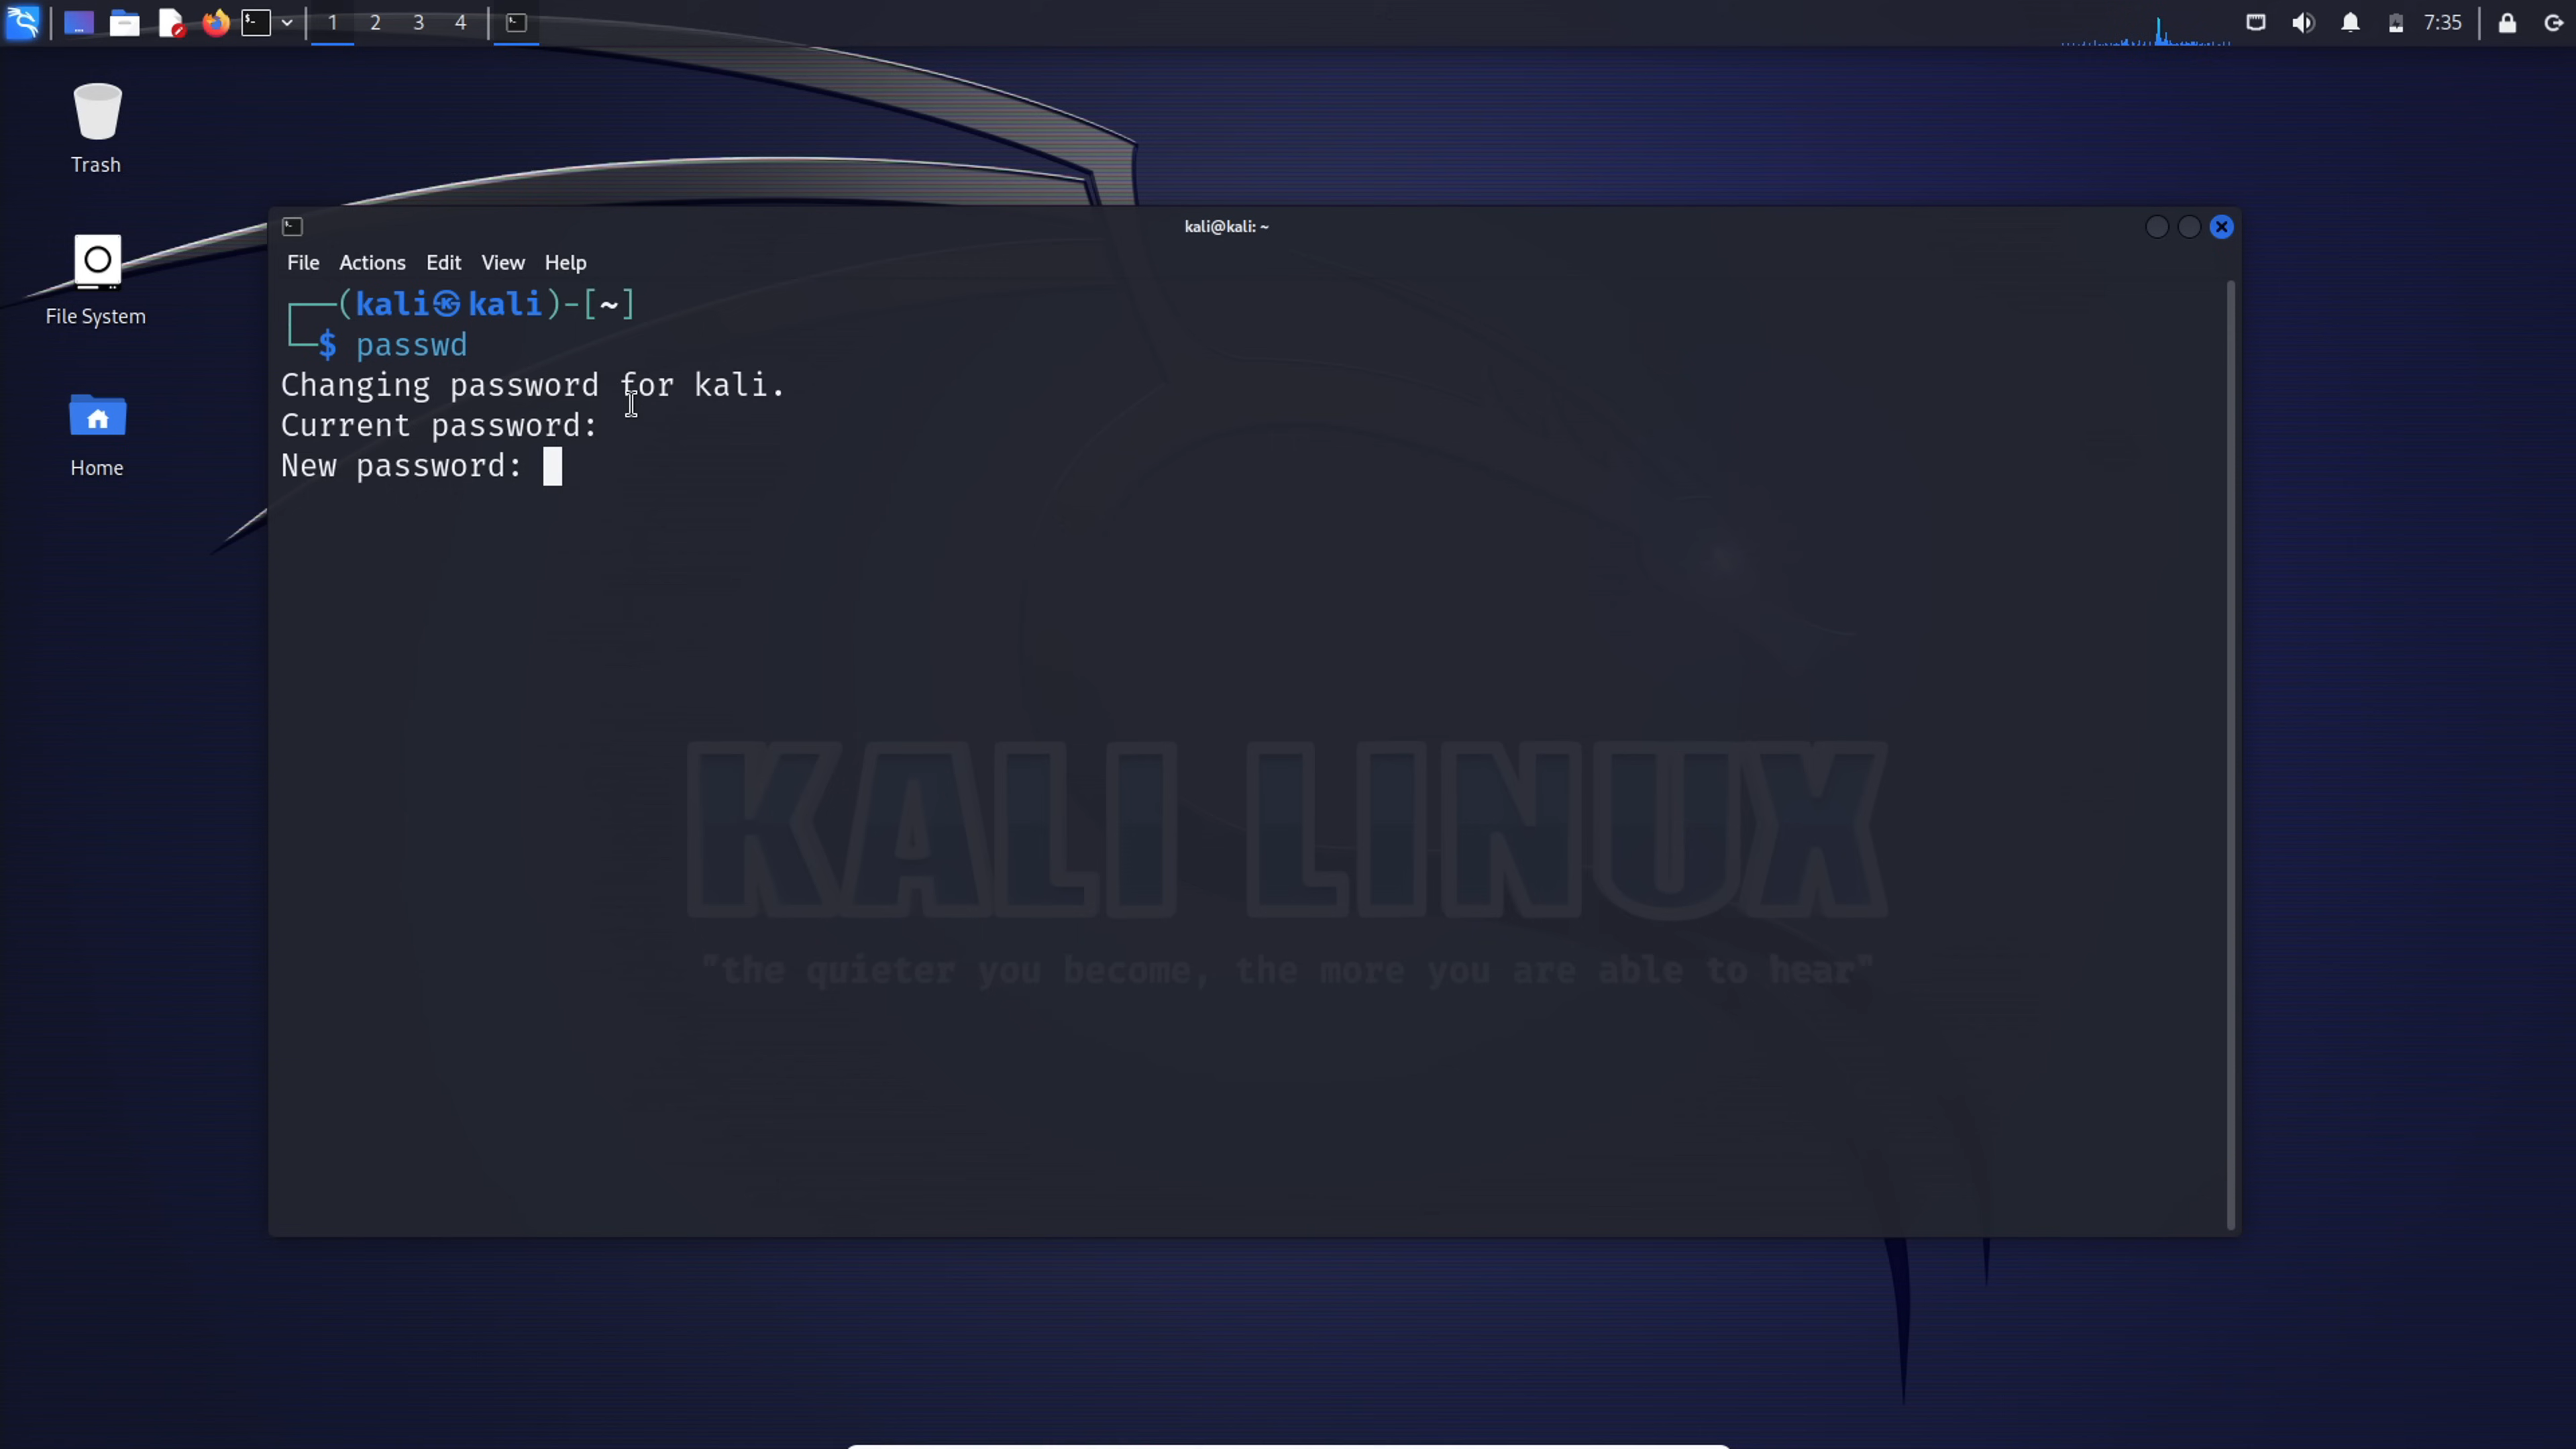 1 2 3 4 7:35
Trash
File System
Home
kali@kali: ~
File Actions Edit View Help
┌──(kali㉿kali)-[~]
└─$ passwd
Changing password for kali.
Current password:
New password:
KALI LINUX
"the quieter you become, the more you are able to hear"